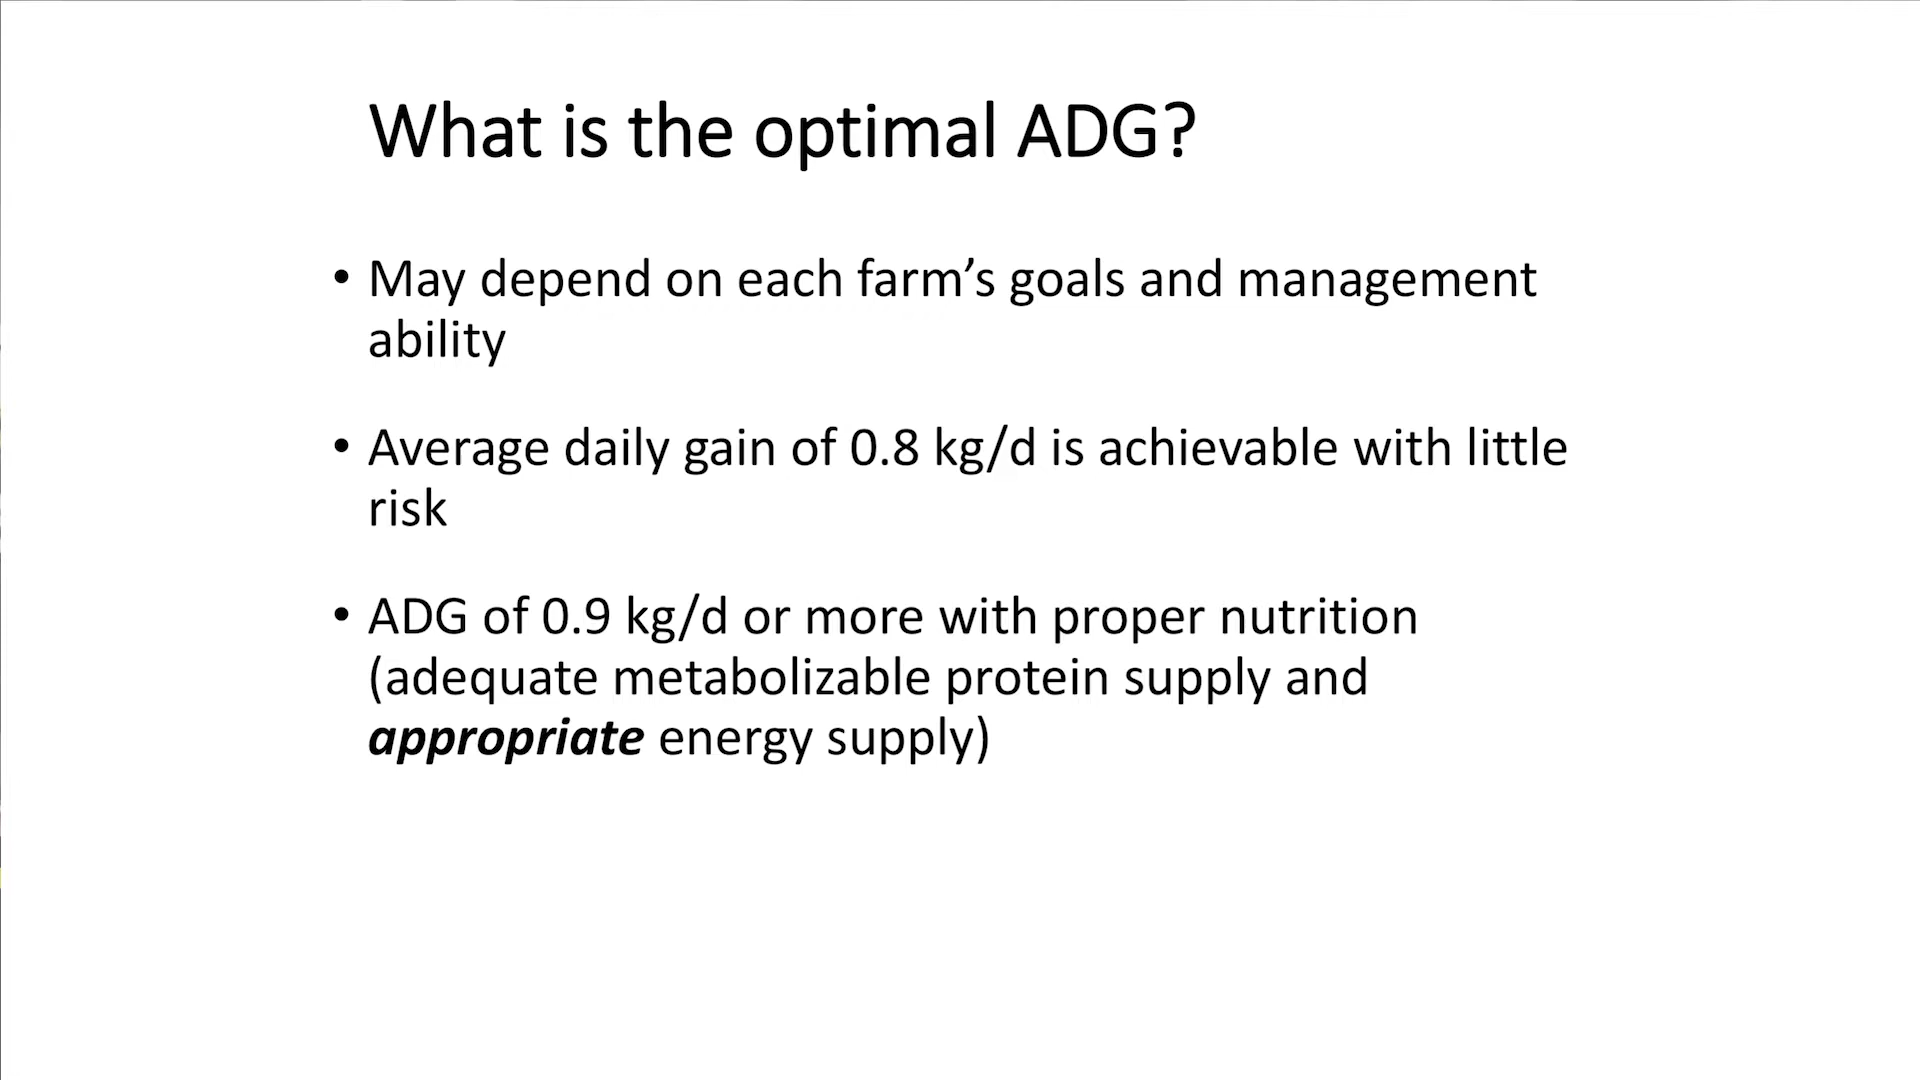 What is the optimal ADG?
• May depend on each farm’s goals and management
ability
• Average daily gain of 0.8 kg/d is achievable with little
risk
• ADG of 0.9 kg/d or more with proper nutrition
(adequate metabolizable protein supply and
appropriate energy supply)